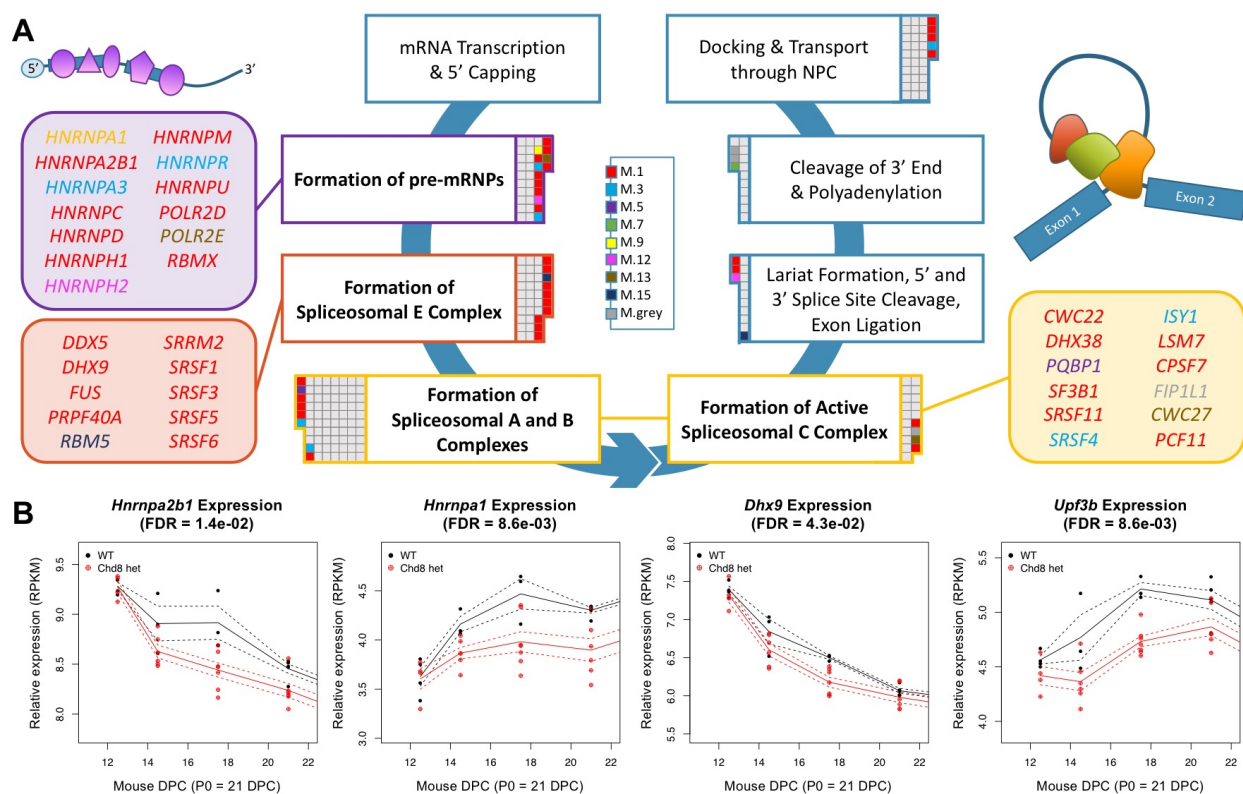 A
5’
3’
mRNA Transcription
& 5’ Capping
Docking & Transport
through NPC
HNRNPA1 HNRNPM
HNRNPA2B1 HNRNPR
HNRNPA3 HNRNPU
HNRNPC POLR2D
HNRNPD POLR2E
HNRNPH1 RBMX
HNRNPH2
Formation of pre-mRNPs
M.1
M.3
M.5
M.7
M.9
M.12
M.13
M.15
M.grey
Cleavage of 3’ End
& Polyadenylation
Exon 1
Exon 2
Formation of
Spliceosomal E Complex
Lariat Formation, 5’ and
3’ Splice Site Cleavage,
Exon Ligation
DDX5 SRRM2
DHX9 SRSF1
FUS SRSF3
PRPF40A SRSF5
RBM5 SRSF6
CWC22 ISY1
DHX38 LSM7
PQBP1 CPSF7
SF3B1 FIP1L1
SRSF11 CWC27
SRSF4 PCF11
Formation of
Spliceosomal A and B
Complexes
Formation of Active
Spliceosomal C Complex
B
Hnrnpa2b1 Expression
(FDR = 1.4e-02)
WT
Chd8 het
Relative expression (RPKM)
9.5
9.0
8.5
8.0
12 14 16 18 20 22
Mouse DPC (P0 = 21 DPC)
Hnrnpa1 Expression
(FDR = 8.6e-03)
WT
Chd8 het
Relative expression (RPKM)
4.5
4.0
3.5
3.0
12 14 16 18 20 22
Mouse DPC (P0 = 21 DPC)
Dhx9 Expression
(FDR = 4.3e-02)
WT
Chd8 het
Relative expression (RPKM)
8.0
7.5
7.0
6.5
6.0
5.5
12 14 16 18 20 22
Mouse DPC (P0 = 21 DPC)
Upf3b Expression
(FDR = 8.6e-03)
WT
Chd8 het
Relative expression (RPKM)
5.5
5.0
4.5
4.0
12 14 16 18 20 22
Mouse DPC (P0 = 21 DPC)